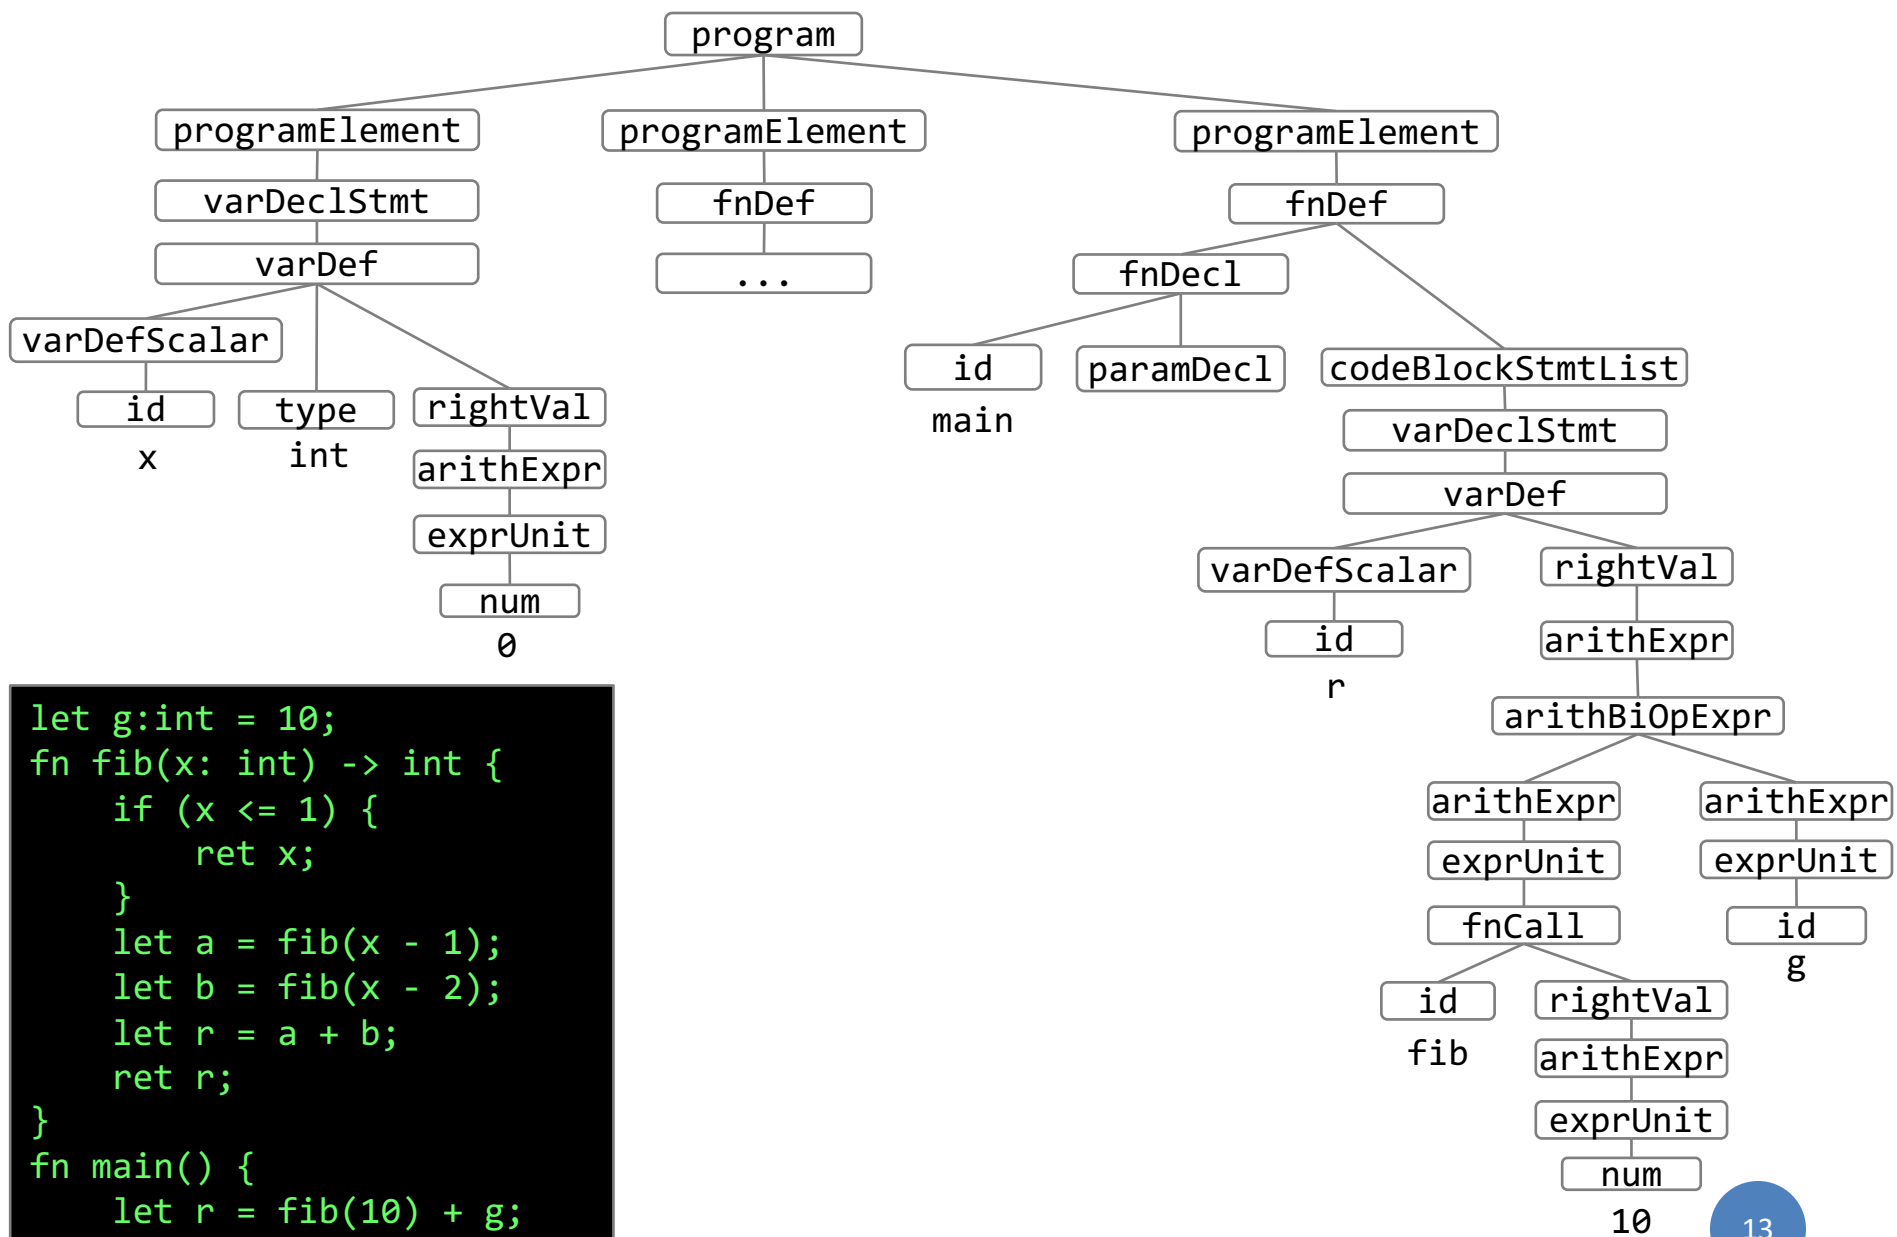 program
programElement programElement programElement
varDeclStmt fnDef fnDef
varDef ... fnDecl
varDefScalar id paramDecl codeBlockStmtList
id type rightVal main varDeclStmt
x int arithExpr varDef
exprUnit varDefScalar rightVal
num id arithExpr
0 r
arithBiOpExpr
arithExpr arithExpr
exprUnit exprUnit
fnCall id
g
id rightVal
fib arithExpr
exprUnit
num
10
let g:int = 10;
fn fib(x: int) -> int {
    if (x <= 1) {
        ret x;
    }
    let a = fib(x - 1);
    let b = fib(x - 2);
    let r = a + b;
    ret r;
}
fn main() {
    let r = fib(10) + g;
13